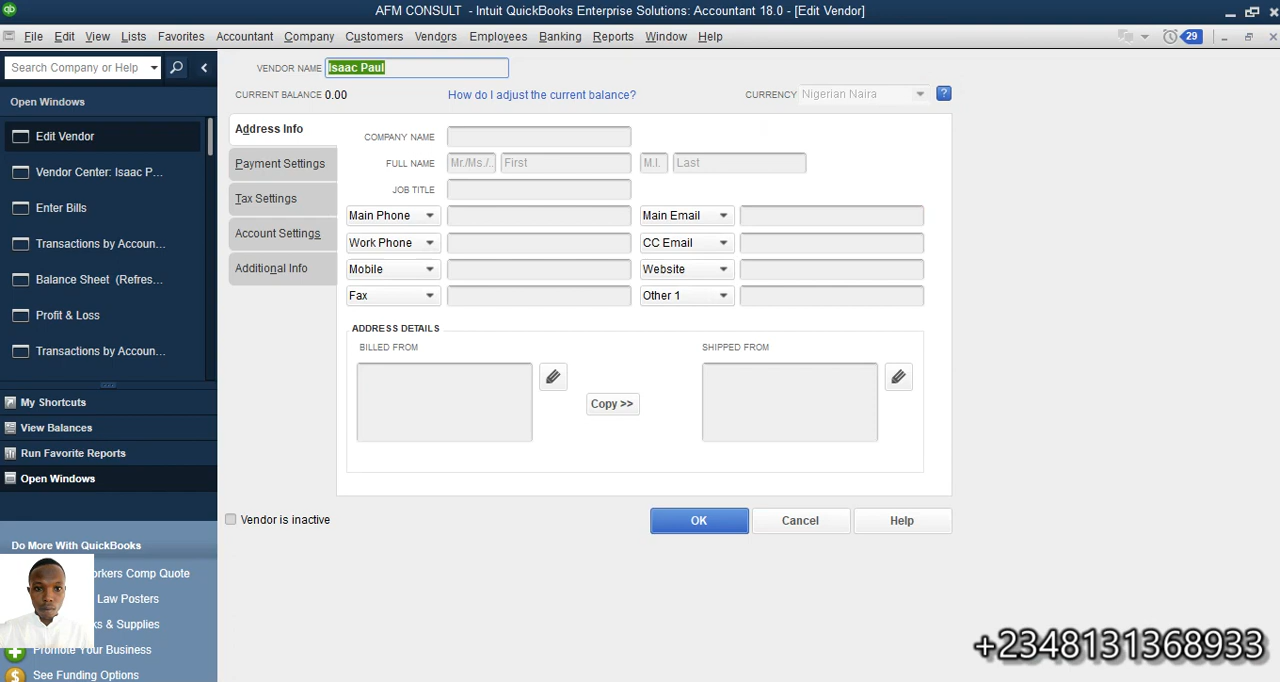 AFM CONSULT - Intuit QuickBooks Enterprise Solutions: Accountant 18.0 - [Edit Vendor]
File Edit View Lists Favorites Accountant Company Customers Vendors Employees Banking Reports Window Help 29
Search Company or Help
Open Windows
Edit Vendor
Vendor Center: Isaac P...
Enter Bills
Transactions by Accoun...
Balance Sheet (Refres...
Profit & Loss
Transactions by Accoun...
My Shortcuts
View Balances
Run Favorite Reports
Open Windows
Do More With QuickBooks
orkers Comp Quote
Law Posters
ks & Supplies
Promote Your Business
See Funding Options
VENDOR NAME Isaac Paul
CURRENT BALANCE 0.00 How do I adjust the current balance? CURRENCY Nigerian Naira ?
Address Info
Payment Settings
Tax Settings
Account Settings
Additional Info
COMPANY NAME
FULL NAME Mr./Ms./.. First M.I. Last
JOB TITLE
Main Phone Main Email
Work Phone CC Email
Mobile Website
Fax Other 1
ADDRESS DETAILS
BILLED FROM SHIPPED FROM
Copy >>
Vendor is inactive
OK Cancel Help
+2348131368933